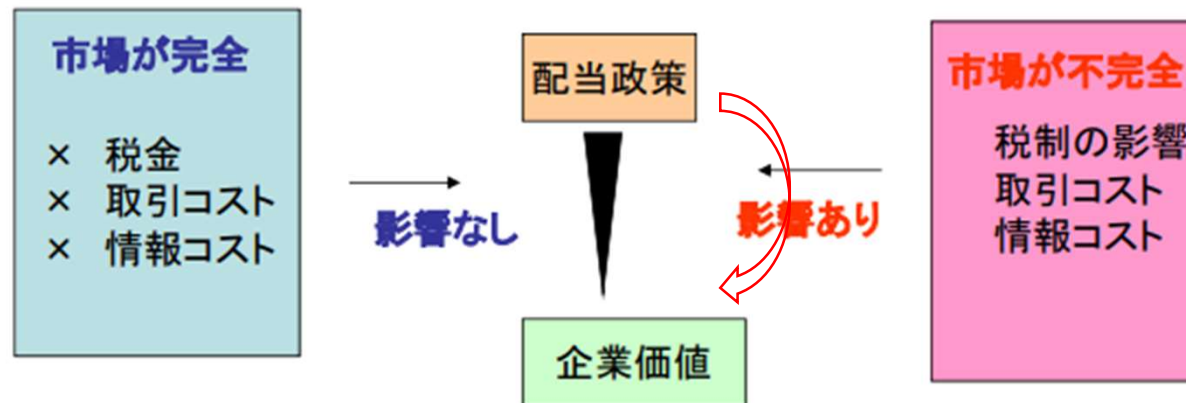 市場が完全
× 税金
× 取引コスト
× 情報コスト
影響なし
配当政策
企業価値
影響あり
市場が不完全
税制の影響
取引コスト
情報コスト